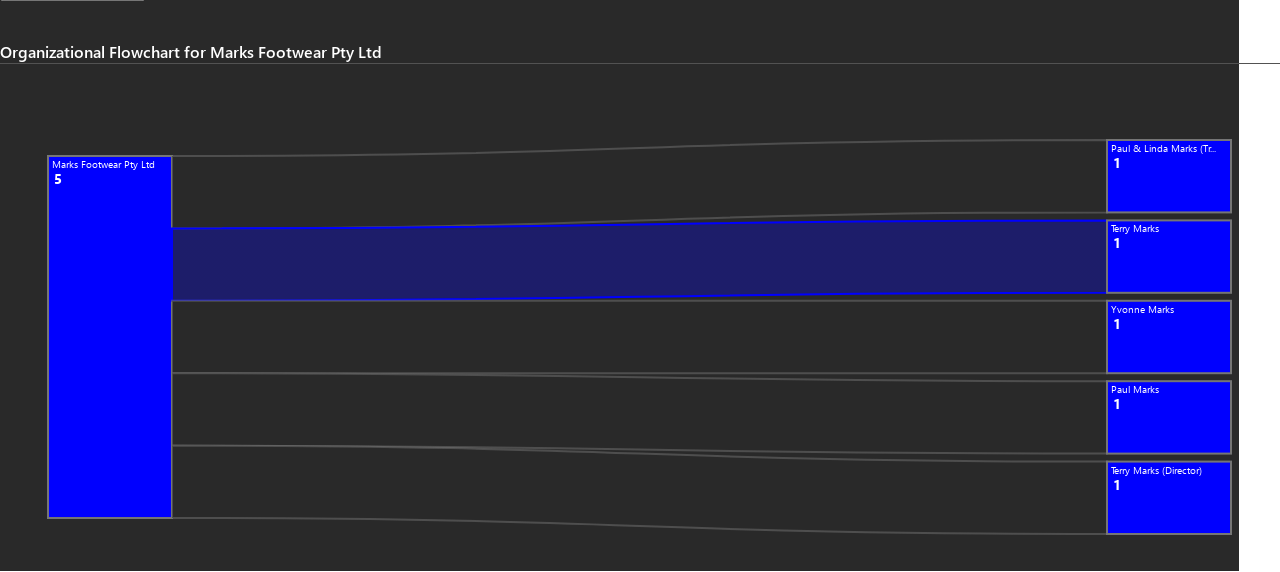 Organizational Flowchart for Marks Footwear Pty Ltd
Marks Footwear Pty Ltd
5
Paul & Linda Marks (Tr...
1
Terry Marks
1
Yvonne Marks
1
Paul Marks
1
Terry Marks (Director)
1